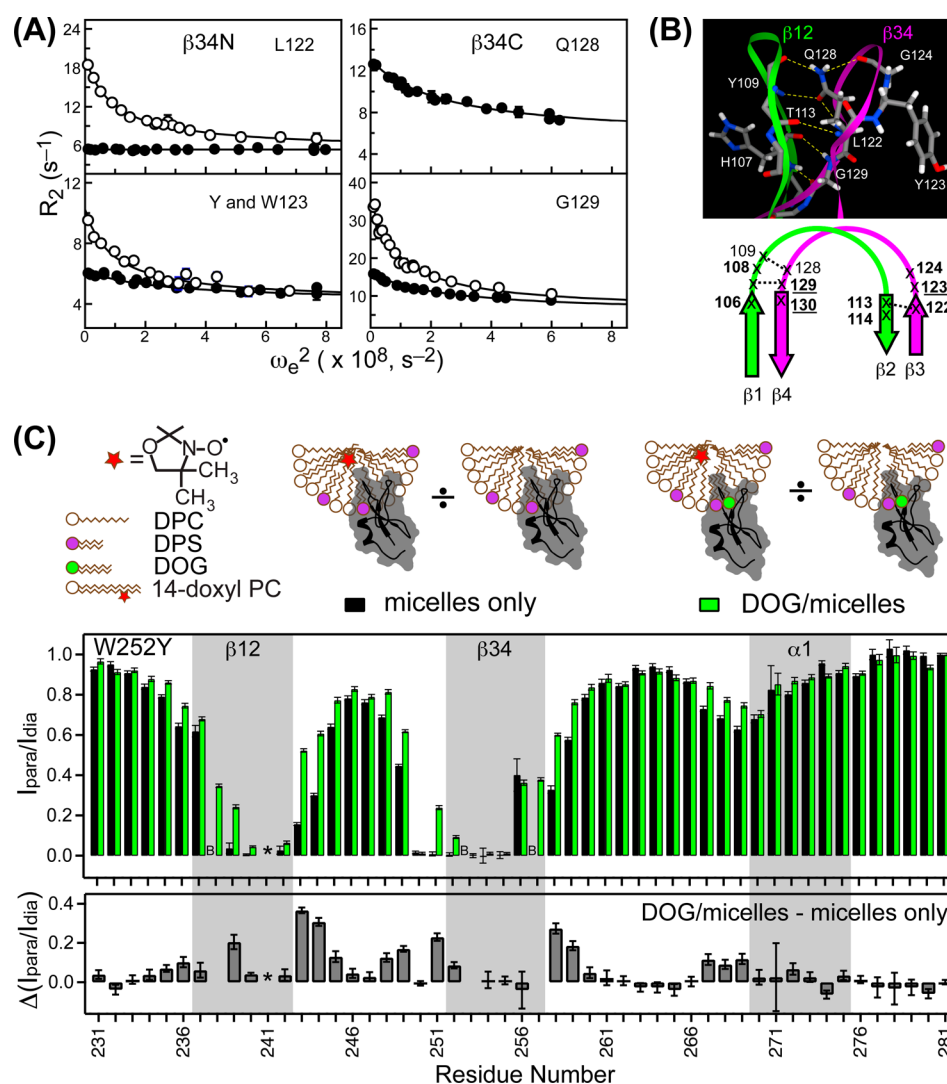 (A)
β34N L122
24
18
12
6
β34C Q128
16
12
8
R2 (s⁻¹)
Y and W123
12
8
4
0 2 4 6 8
G129
40
30
20
10
0 2 4 6 8
ωe² ( x 10⁸, s⁻²)
(B)
β12 β34
Q128 G124
Y109
T113
L122
H107
G129
Y123
109
108
128
129
106
130
124
123
113
122
114
β1 β4 β2 β3
(C)
= O N-O•
CH3
CH3
DPC
DPS
DOG
14-doxyl PC
÷ ÷
micelles only DOG/micelles
W252Y β12 β34 α1
Ipara/Idia
1.0
0.8
0.6
0.4
0.2
0.0
B * B B
DOG/micelles - micelles only
Δ(Ipara/Idia)
0.4
0.2
0.0
*
231 236 241 246 251 256 261 266 271 276 281
Residue Number